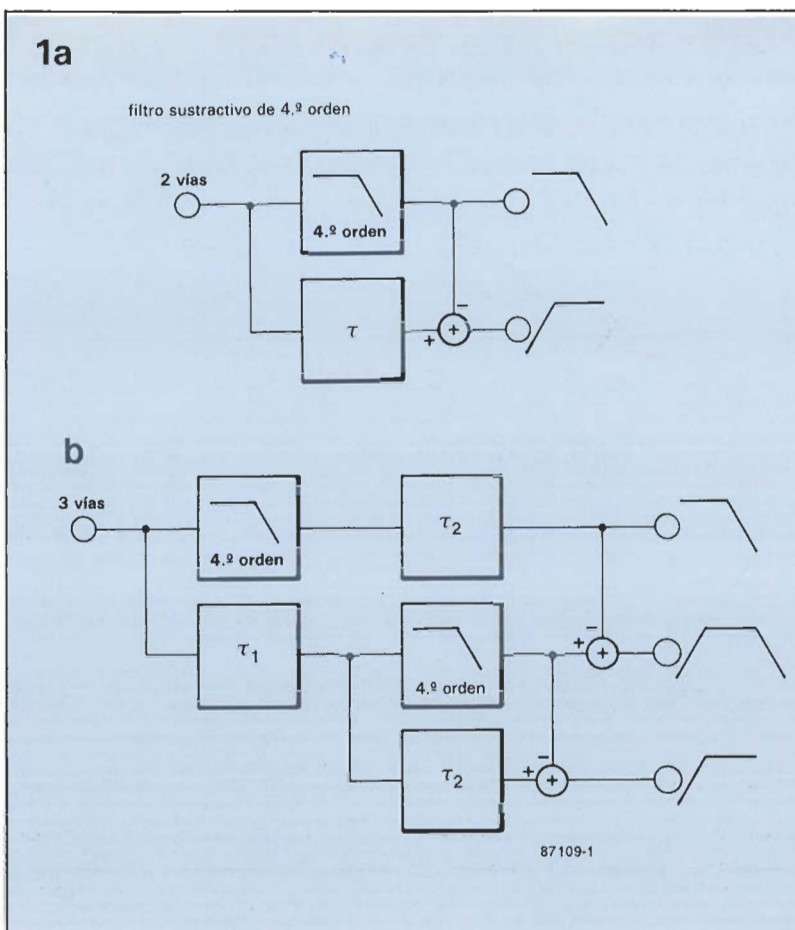 1a
filtro sustractivo de 4.º orden
2 vías
4.º orden
τ
−
+
+
b
3 vías
4.º orden
τ2
τ1
−
+
+
4.º orden
−
τ2
+
+
87109-1